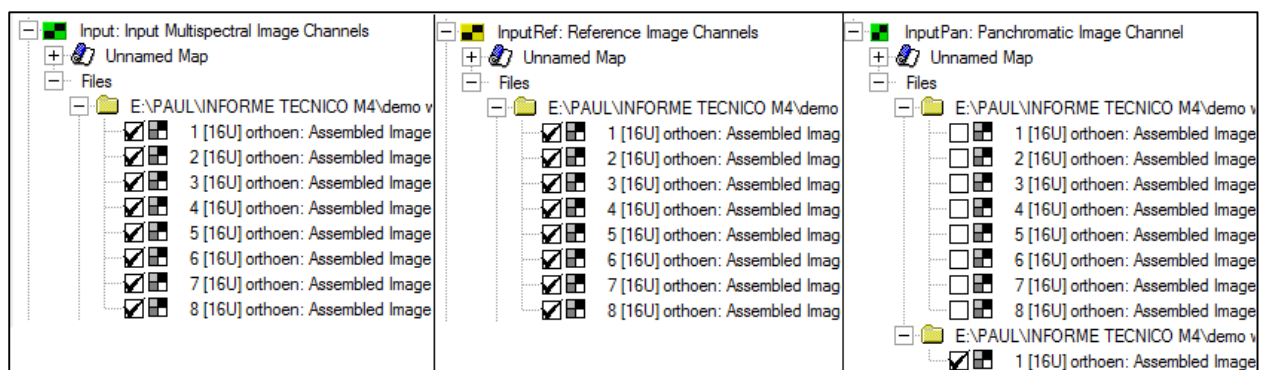 Input: Input Multispectral Image Channels
Unnamed Map
Files
E:\PAUL\INFORME TECNICO M4\demo
1 [16U] orthoen: Assembled Image
2 [16U] orthoen: Assembled Image
3 [16U] orthoen: Assembled Image
4 [16U] orthoen: Assembled Image
5 [16U] orthoen: Assembled Image
6 [16U] orthoen: Assembled Image
7 [16U] orthoen: Assembled Image
8 [16U] orthoen: Assembled Image
InputRef: Reference Image Channels
Unnamed Map
Files
E:\PAUL\INFORME TECNICO M4\demo
1 [16U] orthoen: Assembled Imag
2 [16U] orthoen: Assembled Imag
3 [16U] orthoen: Assembled Imag
4 [16U] orthoen: Assembled Imag
5 [16U] orthoen: Assembled Imag
6 [16U] orthoen: Assembled Imag
7 [16U] orthoen: Assembled Imag
8 [16U] orthoen: Assembled Imag
InputPan: Panchromatic Image Channel
Unnamed Map
Files
E:\PAUL\INFORME TECNICO M4\demo
1 [16U] orthoen: Assembled Image
2 [16U] orthoen: Assembled Image
3 [16U] orthoen: Assembled Image
4 [16U] orthoen: Assembled Image
5 [16U] orthoen: Assembled Image
6 [16U] orthoen: Assembled Image
7 [16U] orthoen: Assembled Image
8 [16U] orthoen: Assembled Image
E:\PAUL\INFORME TECNICO M4\demo
1 [16U] orthoen: Assembled Image